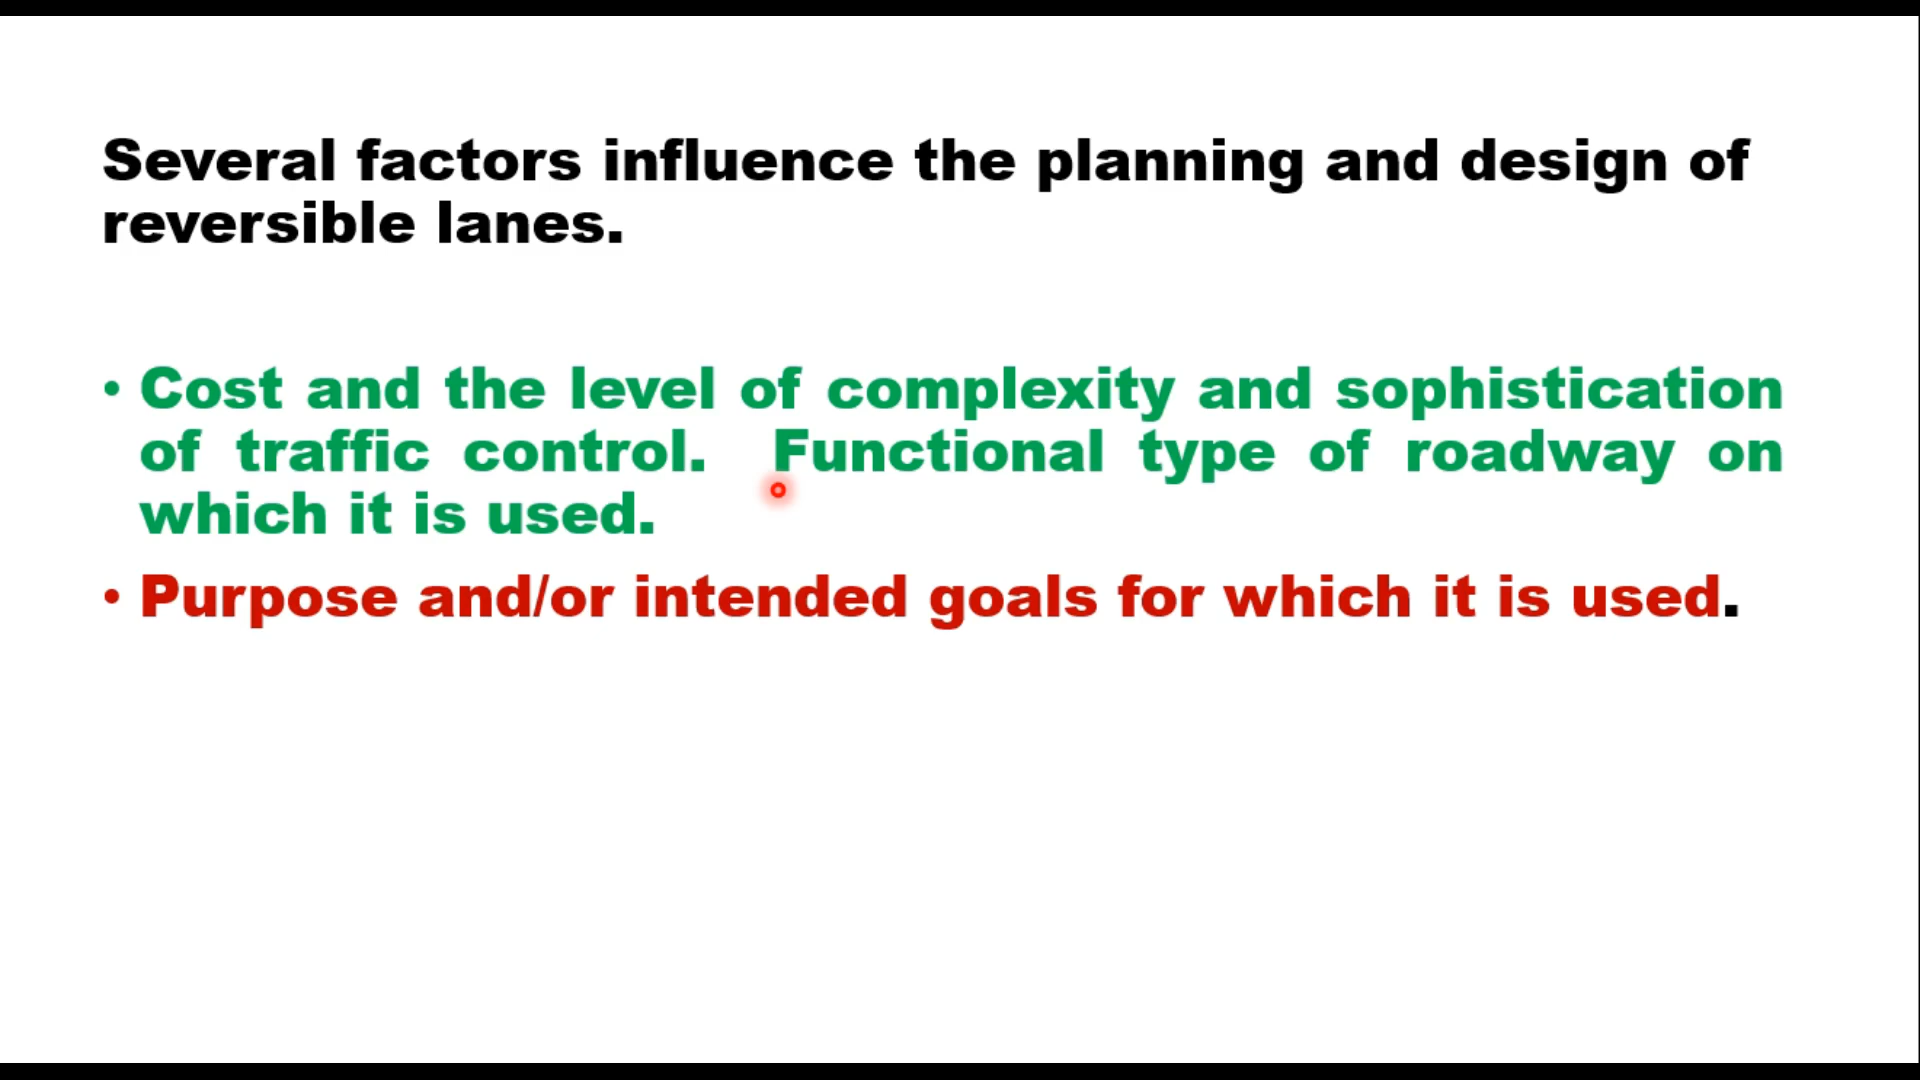 Several factors influence the planning and design of
reversible lanes.
• Cost and the level of complexity and sophistication
of traffic control. Functional type of roadway on
which it is used.
• Purpose and/or intended goals for which it is used.